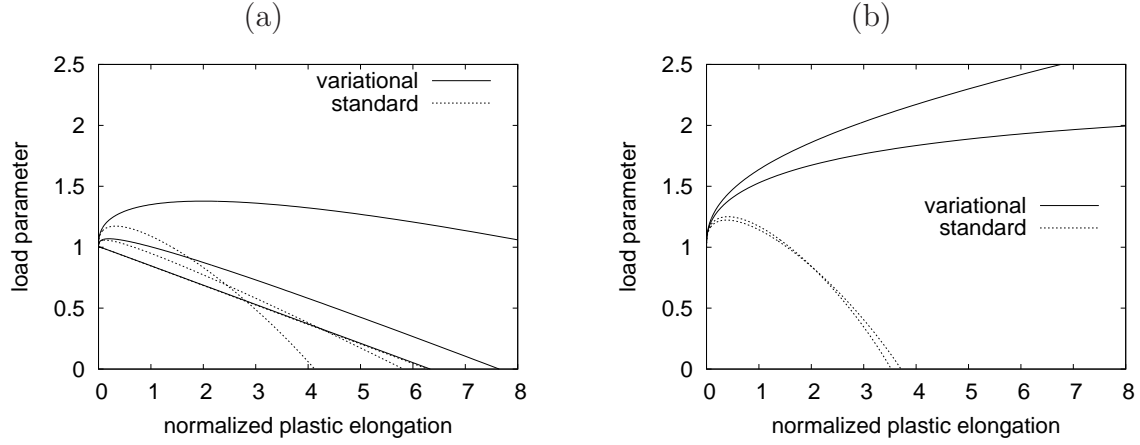 (a)
2.5
2
1.5
1
0.5
0
0 1 2 3 4 5 6 7 8
load parameter
normalized plastic elongation
variational
standard
(b)
2.5
2
1.5
1
0.5
0
0 1 2 3 4 5 6 7 8
load parameter
normalized plastic elongation
variational
standard